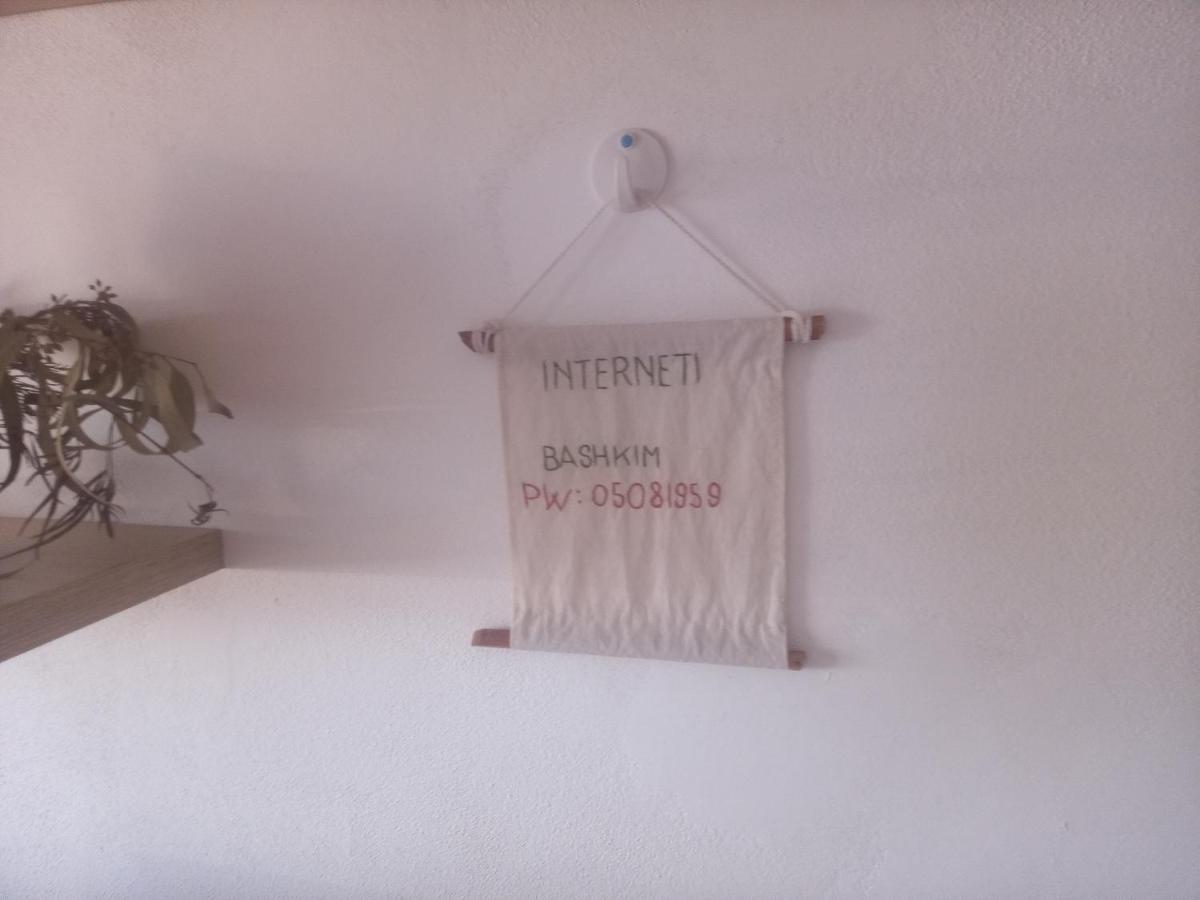 INTERNETI
BASHKIM
PW: 05081959